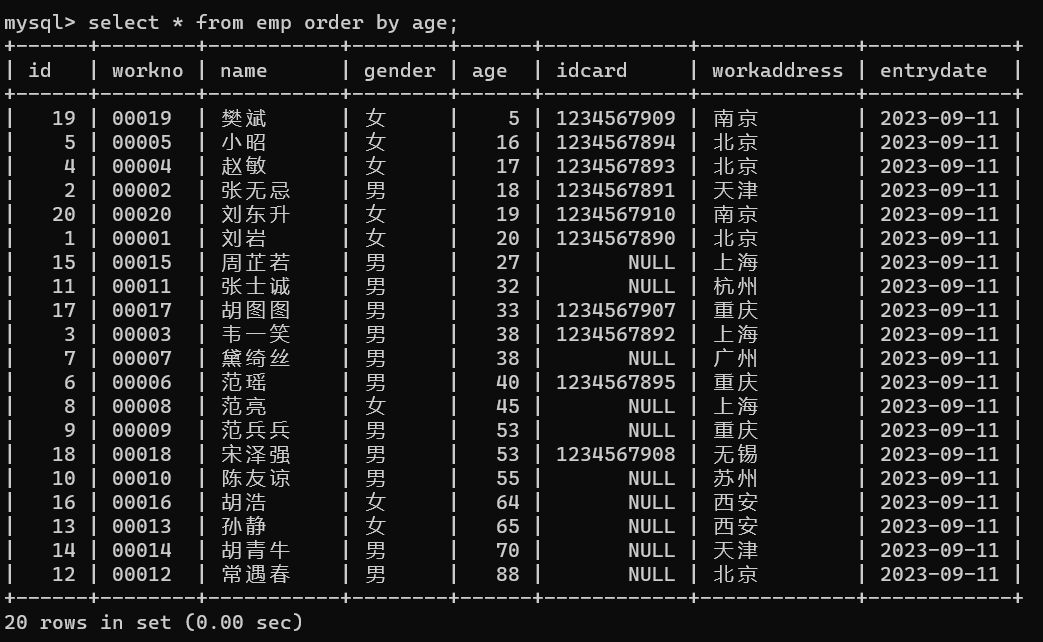 mysql> select * from emp order by age;
+------+--------+-----------+--------+------+------------+-------------+------------+
| id   | workno | name      | gender | age  | idcard     | workaddress | entrydate  |
+------+--------+-----------+--------+------+------------+-------------+------------+
|   19 | 00019  | 樊斌      | 女     |    5 | 1234567909 | 南京        | 2023-09-11 |
|    5 | 00005  | 小昭      | 女     |   16 | 1234567894 | 北京        | 2023-09-11 |
|    4 | 00004  | 赵敏      | 女     |   17 | 1234567893 | 北京        | 2023-09-11 |
|    2 | 00002  | 张无忌    | 男     |   18 | 1234567891 | 天津        | 2023-09-11 |
|   20 | 00020  | 刘东升    | 女     |   19 | 1234567910 | 南京        | 2023-09-11 |
|    1 | 00001  | 刘岩      | 女     |   20 | 1234567890 | 北京        | 2023-09-11 |
|   15 | 00015  | 周芷若    | 男     |   27 |       NULL | 上海        | 2023-09-11 |
|   11 | 00011  | 张士诚    | 男     |   32 |       NULL | 杭州        | 2023-09-11 |
|   17 | 00017  | 胡图图    | 男     |   33 | 1234567907 | 重庆        | 2023-09-11 |
|    3 | 00003  | 韦一笑    | 男     |   38 | 1234567892 | 上海        | 2023-09-11 |
|    7 | 00007  | 黛绮丝    | 男     |   38 |       NULL | 广州        | 2023-09-11 |
|    6 | 00006  | 范瑶      | 男     |   40 | 1234567895 | 重庆        | 2023-09-11 |
|    8 | 00008  | 范亮      | 女     |   45 |       NULL | 上海        | 2023-09-11 |
|    9 | 00009  | 范兵兵    | 男     |   53 |       NULL | 重庆        | 2023-09-11 |
|   18 | 00018  | 宋泽强    | 男     |   53 | 1234567908 | 无锡        | 2023-09-11 |
|   10 | 00010  | 陈友谅    | 男     |   55 |       NULL | 苏州        | 2023-09-11 |
|   16 | 00016  | 胡浩      | 女     |   64 |       NULL | 西安        | 2023-09-11 |
|   13 | 00013  | 孙静      | 女     |   65 |       NULL | 西安        | 2023-09-11 |
|   14 | 00014  | 胡青牛    | 男     |   70 |       NULL | 天津        | 2023-09-11 |
|   12 | 00012  | 常遇春    | 男     |   88 |       NULL | 北京        | 2023-09-11 |
+------+--------+-----------+--------+------+------------+-------------+------------+
20 rows in set (0.00 sec)